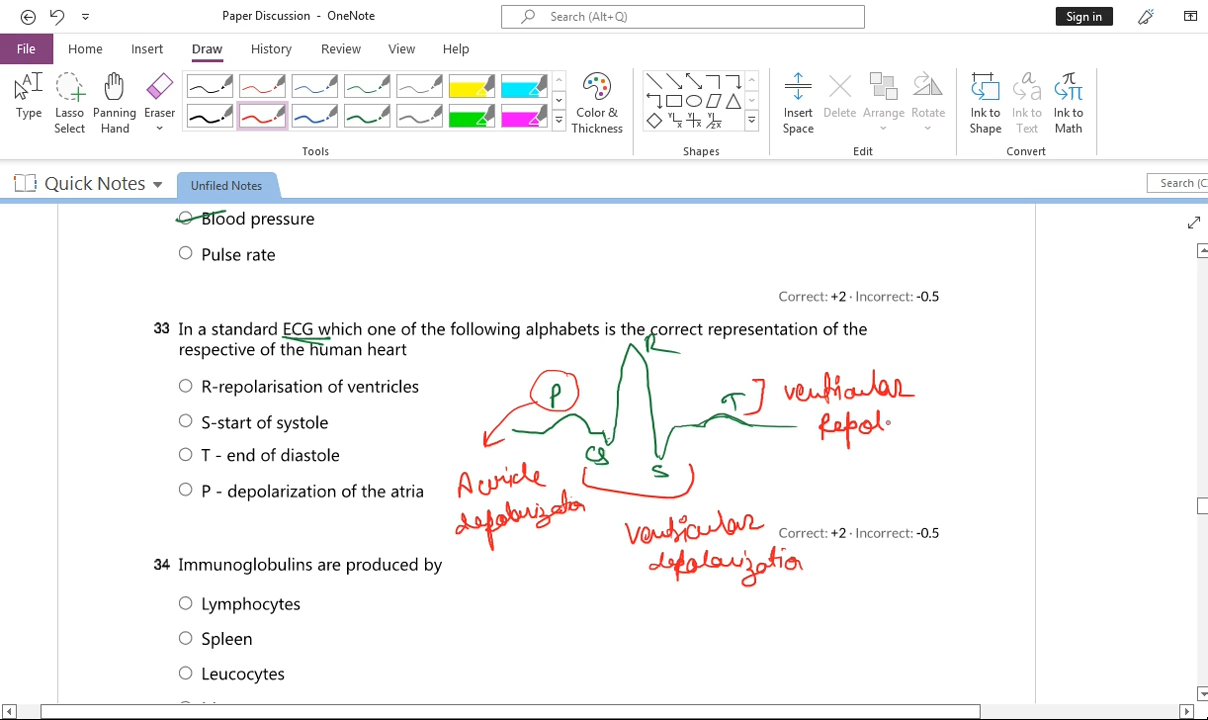 Paper Discussion - OneNote
Search (Alt+Q)
Sign in
File Home Insert Draw History Review View Help
Type
Lasso Select
Panning Hand
Eraser
Color & Thickness
Insert Space
Delete
Arrange
Rotate
Ink to Shape
Ink to Text
Ink to Math
Tools Shapes Edit Convert
Quick Notes
Unfiled Notes
Search (C
Blood pressure
Pulse rate
Correct: +2 · Incorrect: -0.5
33 In a standard ECG which one of the following alphabets is the correct representation of the
respective of the human heart
R-repolarisation of ventricles
S-start of systole
T - end of diastole
P - depolarization of the atria
P
Q
R
S
T
ventricular
Repol
depolarization
ventricular
depolarization
Correct: +2 · Incorrect: -0.5
34 Immunoglobulins are produced by
Lymphocytes
Spleen
Leucocytes